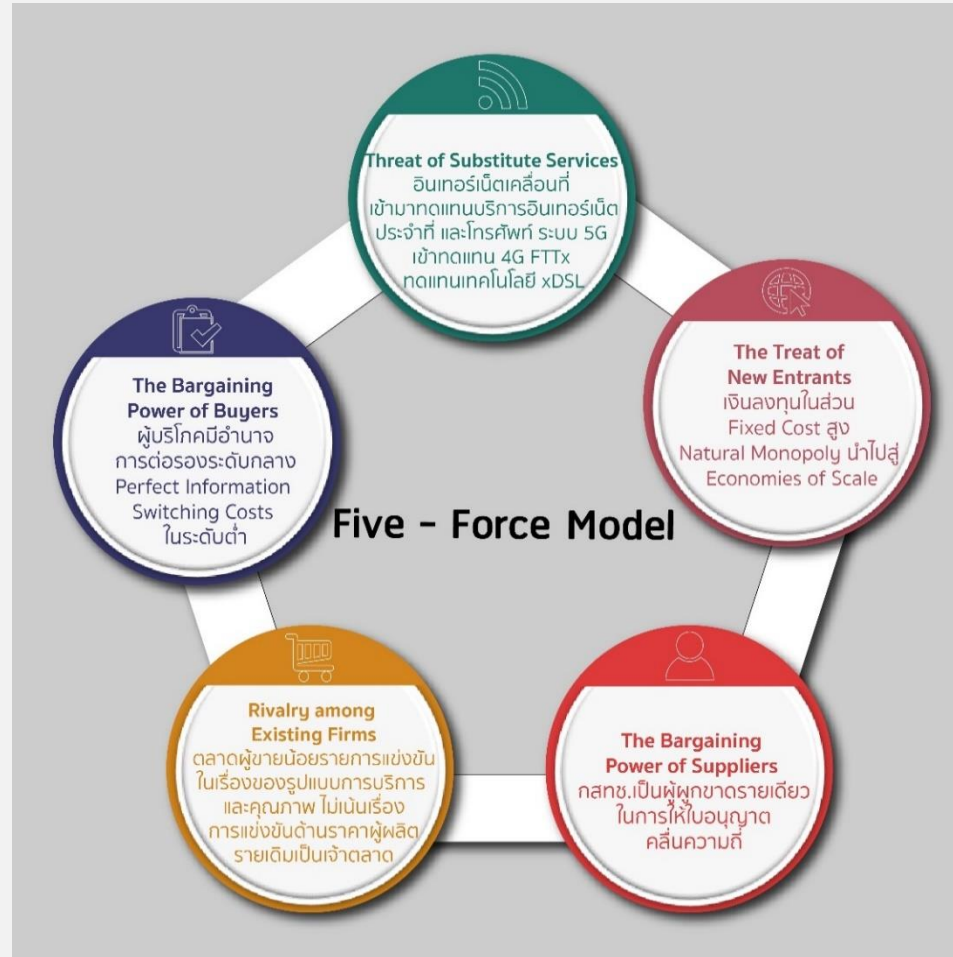 Threat of Substitute Services
อินเทอร์เน็ตเคลื่อนที่
เข้ามาทดแทนบริการอินเทอร์เน็ต
ประจำที่ และโทรศัพท์ ระบบ 5G
เข้าทดแทน 4G FTTx
ทดแทนเทคโนโลยี xDSL
The Treat of
New Entrants
เงินลงทุนในส่วน
Fixed Cost สูง
Natural Monopoly นำไปสู่
Economies of Scale
The Bargaining
Power of Buyers
ผู้บริโภคมีอำนาจ
การต่อรองระดับกลาง
Perfect Information
Switching Costs
ในระดับต่ำ
Five - Force Model
Rivalry among
Existing Firms
ตลาดผู้ขายน้อยรายการแข่งขัน
ในเรื่องของรูปแบบการบริการ
และคุณภาพ ไม่เน้นเรื่อง
การแข่งขันด้านราคาผู้ผลิต
รายเดิมเป็นเจ้าตลาด
The Bargaining
Power of Suppliers
กสทช.เป็นผู้ผูกขาดรายเดียว
ในการให้ใบอนุญาต
คลื่นความถี่